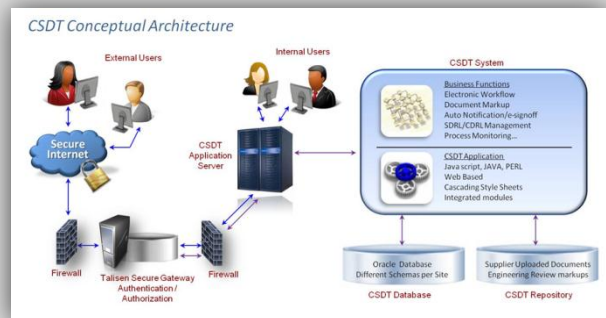 CSDT Conceptual Architecture
External Users
Internal Users
CSDT System
Secure
Internet
CSDT
Application
Server
Business Functions
Electronic Workflow
Document Markup
Auto Notification/e-signoff
SDRL/CDRL Management
Process Monitoring...
CSDT Application
Java script, JAVA, PERL
Web Based
Cascading Style Sheets
Integrated modules
Firewall
Talisen Secure Gateway
Authentication /
Authorization
Firewall
Oracle Database
Different Schemas per Site
CSDT Database
Supplier Uploaded Documents
Engineering Review markups
CSDT Repository